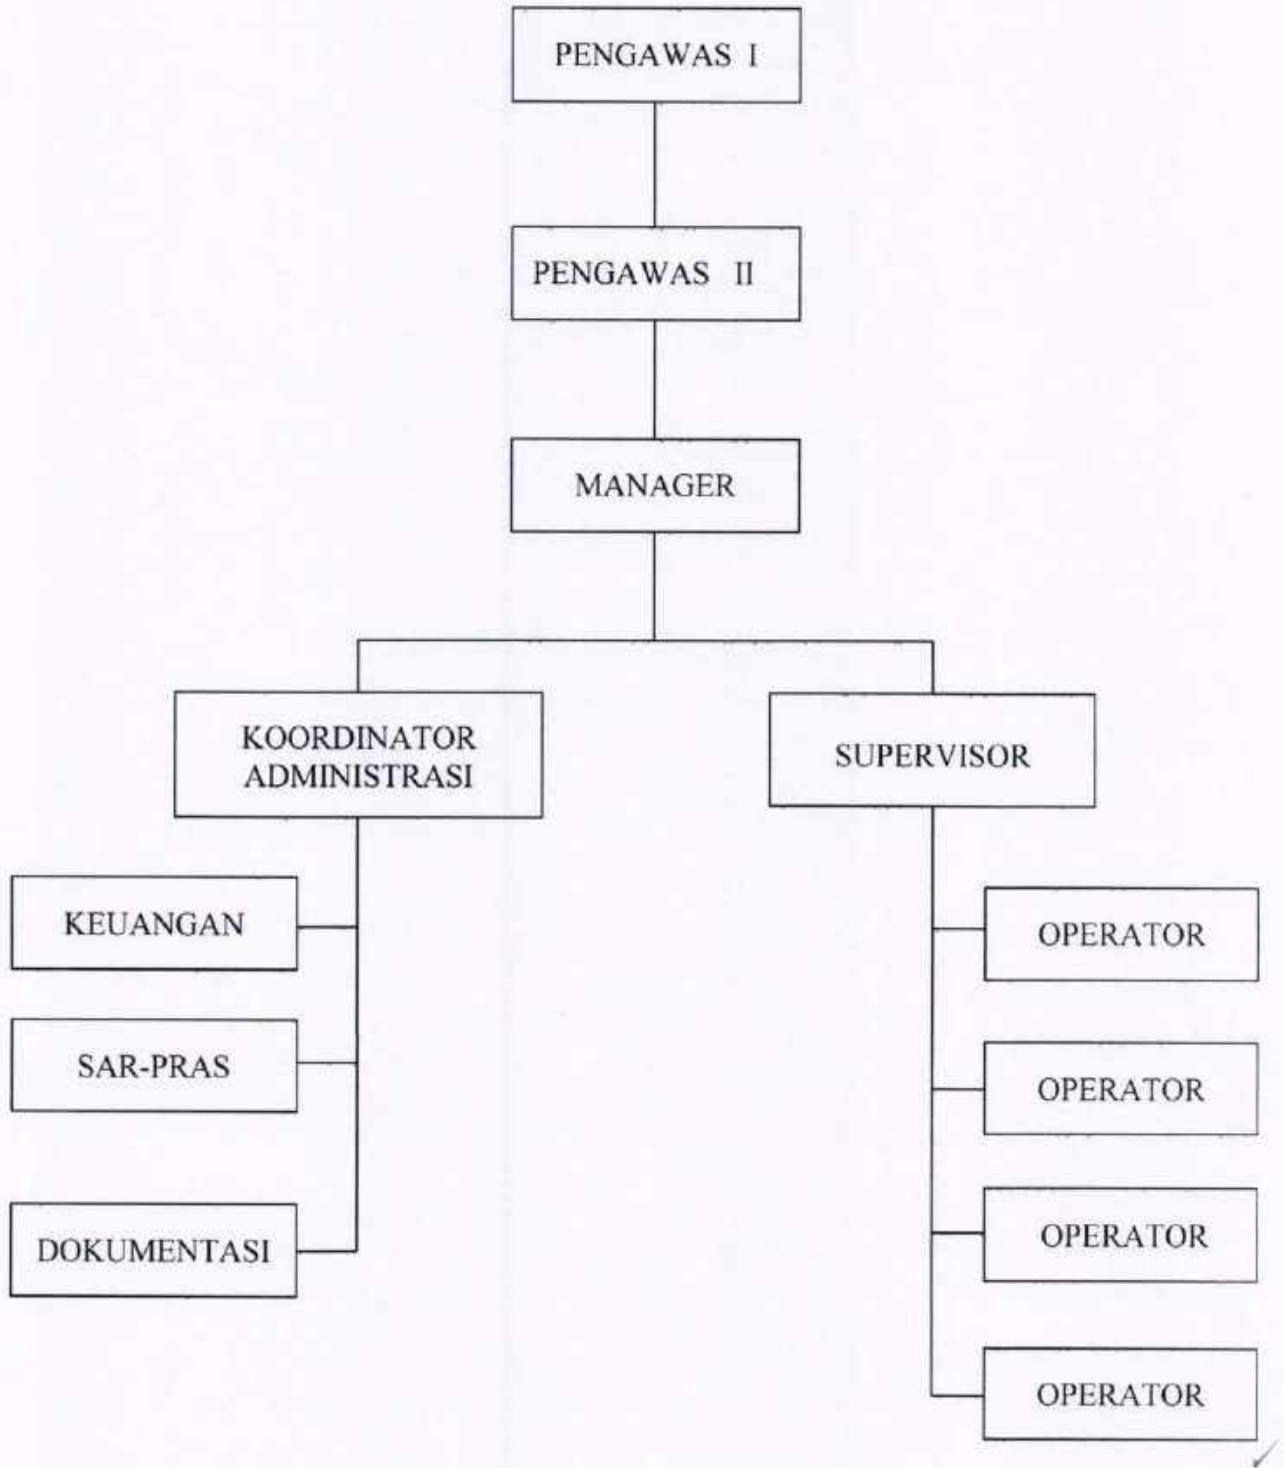 PENGAWAS I
PENGAWAS II
MANAGER
KOORDINATOR
ADMINISTRASI
SUPERVISOR
KEUANGAN
SAR-PRAS
DOKUMENTASI
OPERATOR
OPERATOR
OPERATOR
OPERATOR